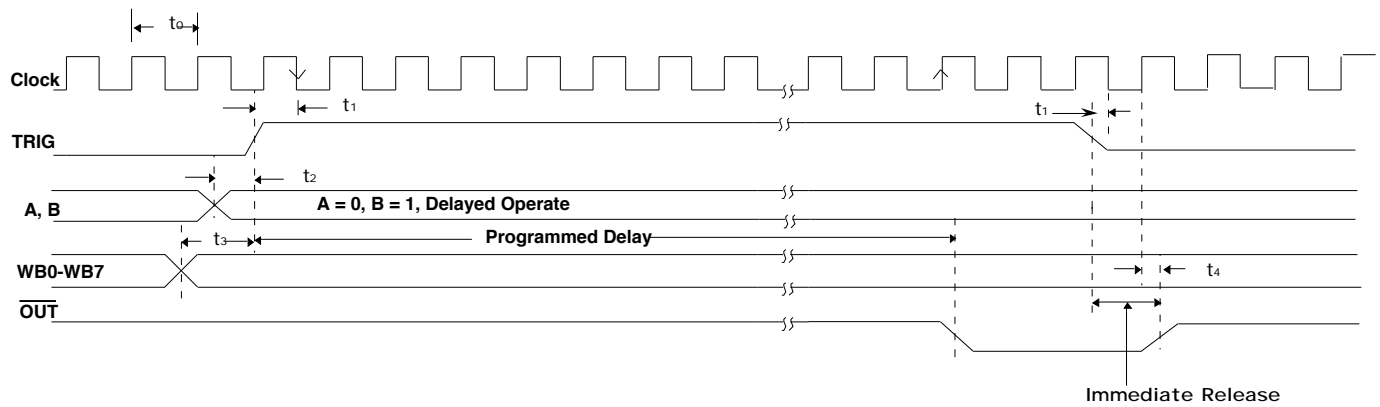 t0
Clock
t1
t1
TRIG
t2
A, B
A = 0, B = 1, Delayed Operate
t3
Programmed Delay
WB0-WB7
t4
OUT
Immediate Release